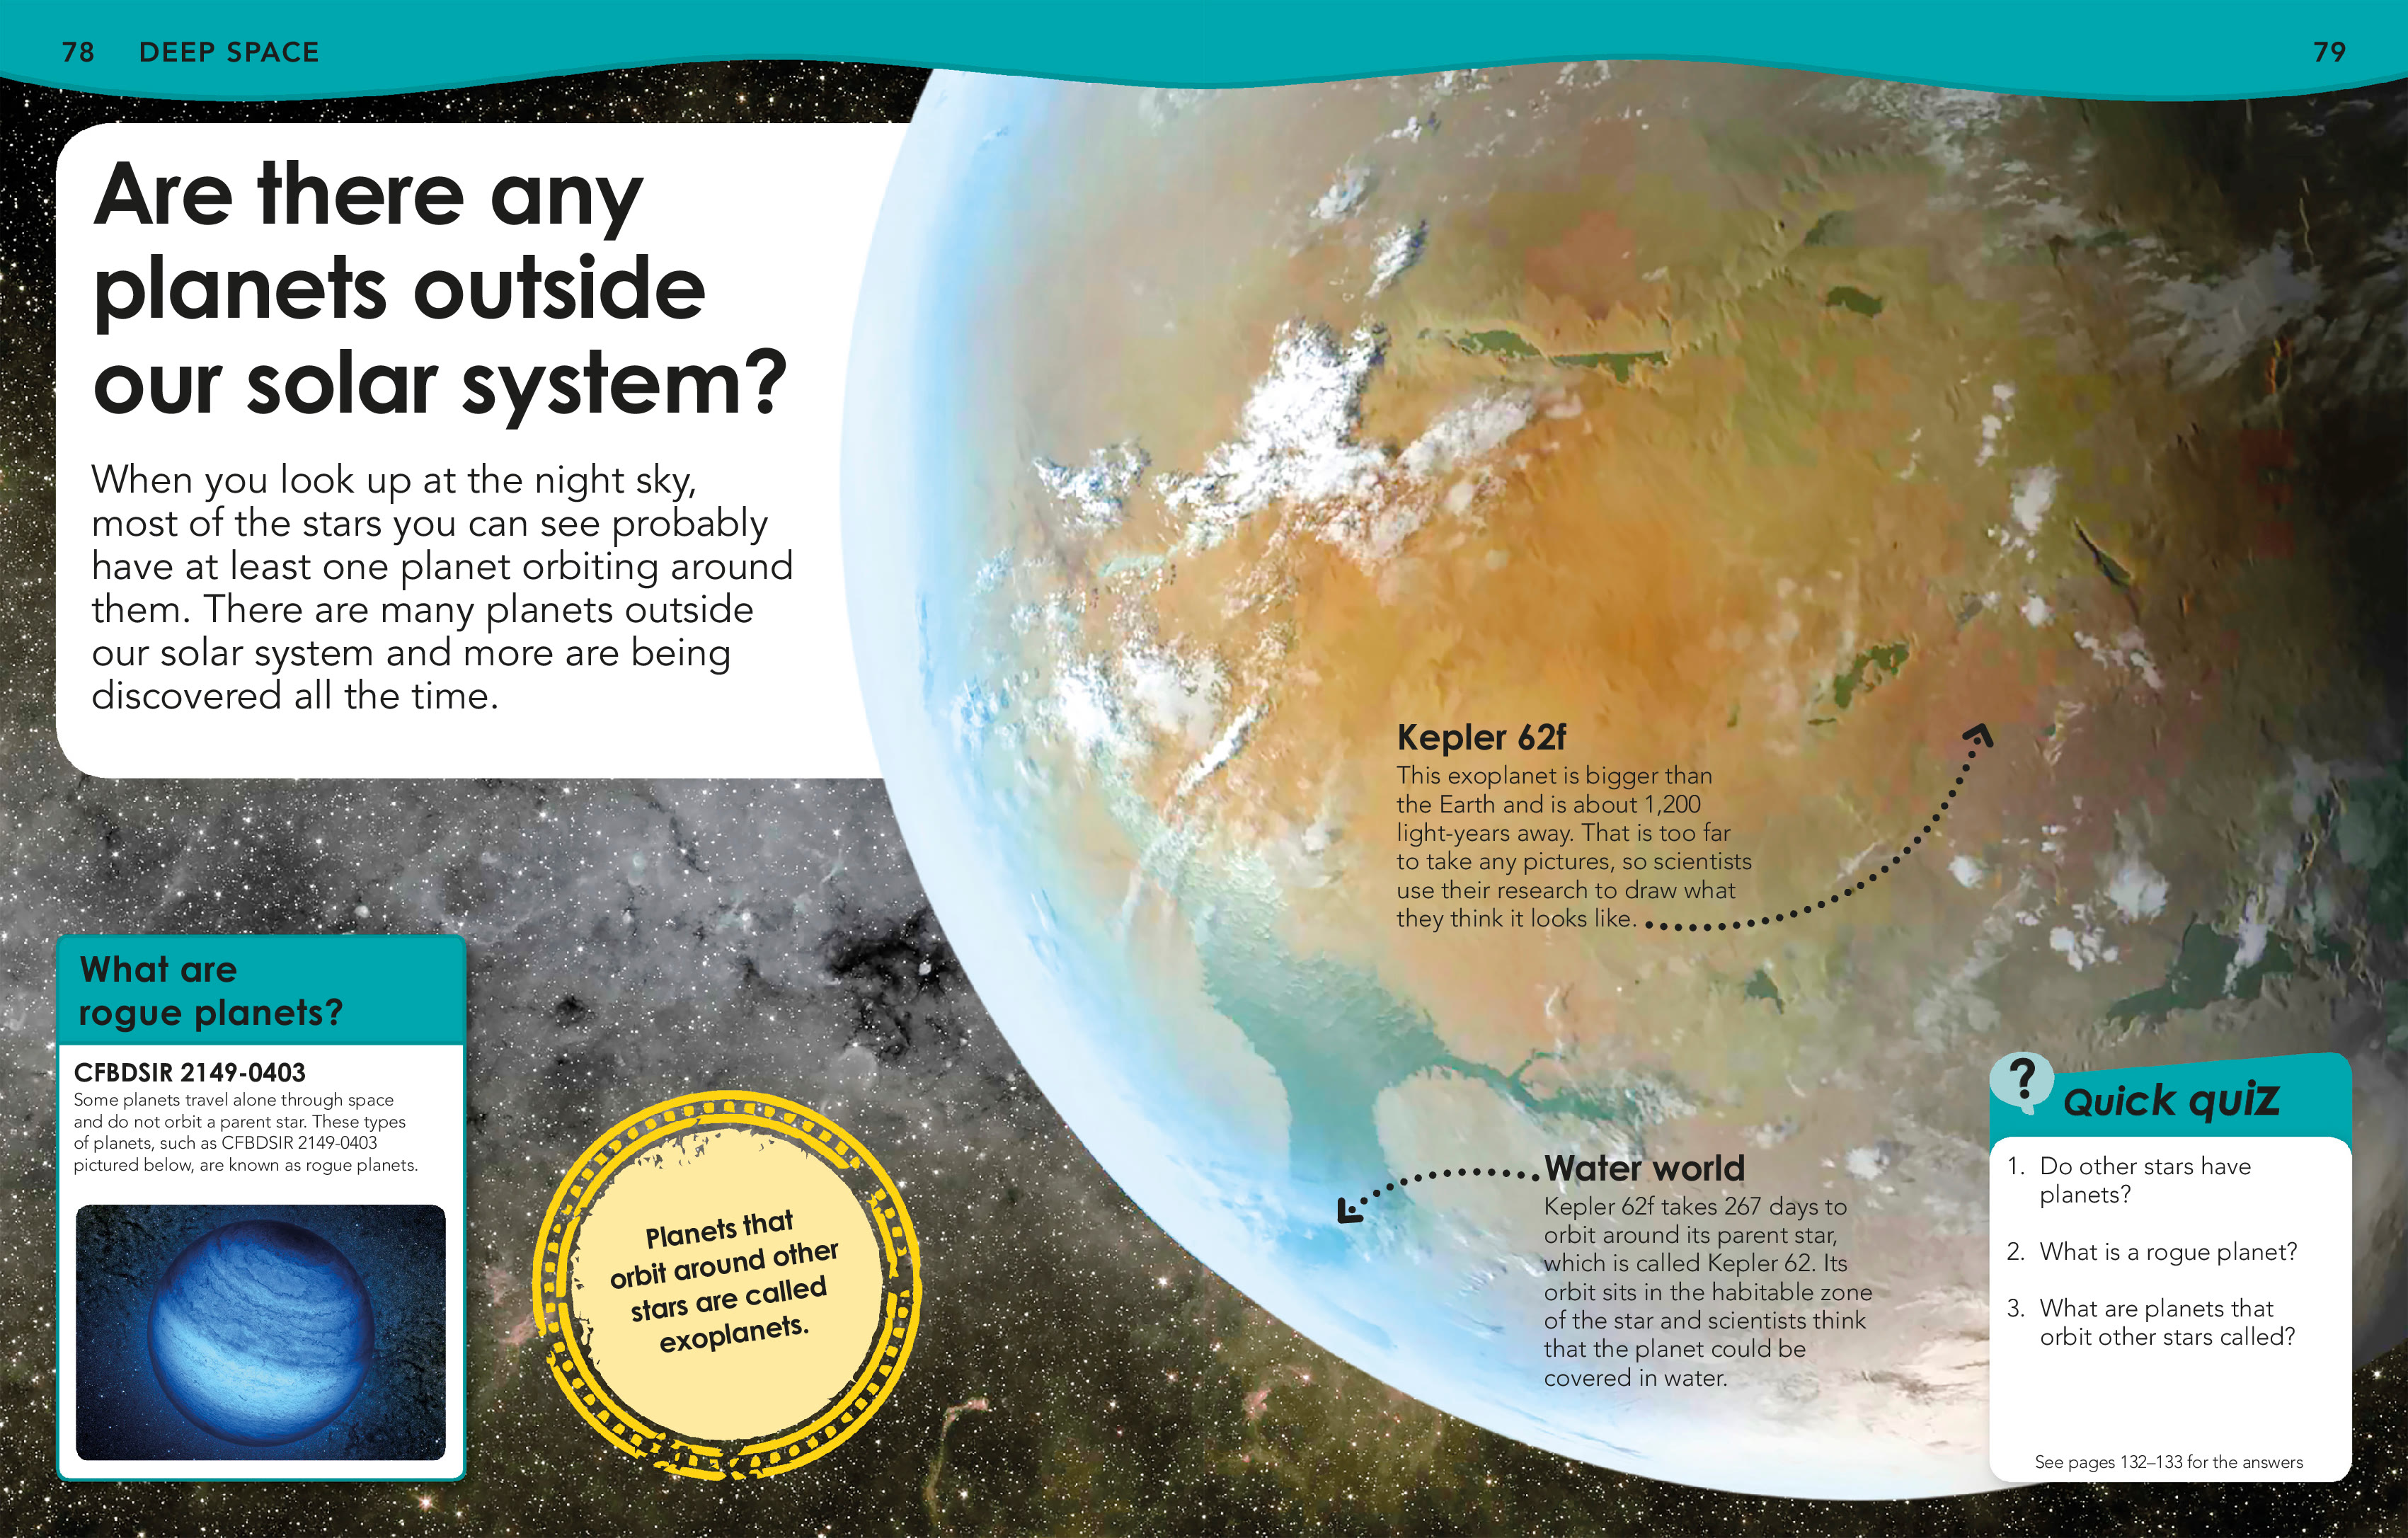 78 DEEP SPACE
79
Are there any
planets outside
our solar system?
When you look up at the night sky,
most of the stars you can see probably
have at least one planet orbiting around
them. There are many planets outside
our solar system and more are being
discovered all the time.
Kepler 62f
This exoplanet is bigger than
the Earth and is about 1,200
light-years away. That is too far
to take any pictures, so scientists
use their research to draw what
they think it looks like.
What are
rogue planets?
CFBDSIR 2149-0403
Some planets travel alone through space
and do not orbit a parent star. These types
of planets, such as CFBDSIR 2149-0403
pictured below, are known as rogue planets.
Planets that
orbit around other
stars are called
exoplanets.
Water world
Kepler 62f takes 267 days to
orbit around its parent star,
which is called Kepler 62. Its
orbit sits in the habitable zone
of the star and scientists think
that the planet could be
covered in water.
? Quick quiz
1. Do other stars have
planets?
2. What is a rogue planet?
3. What are planets that
orbit other stars called?
See pages 132–133 for the answers